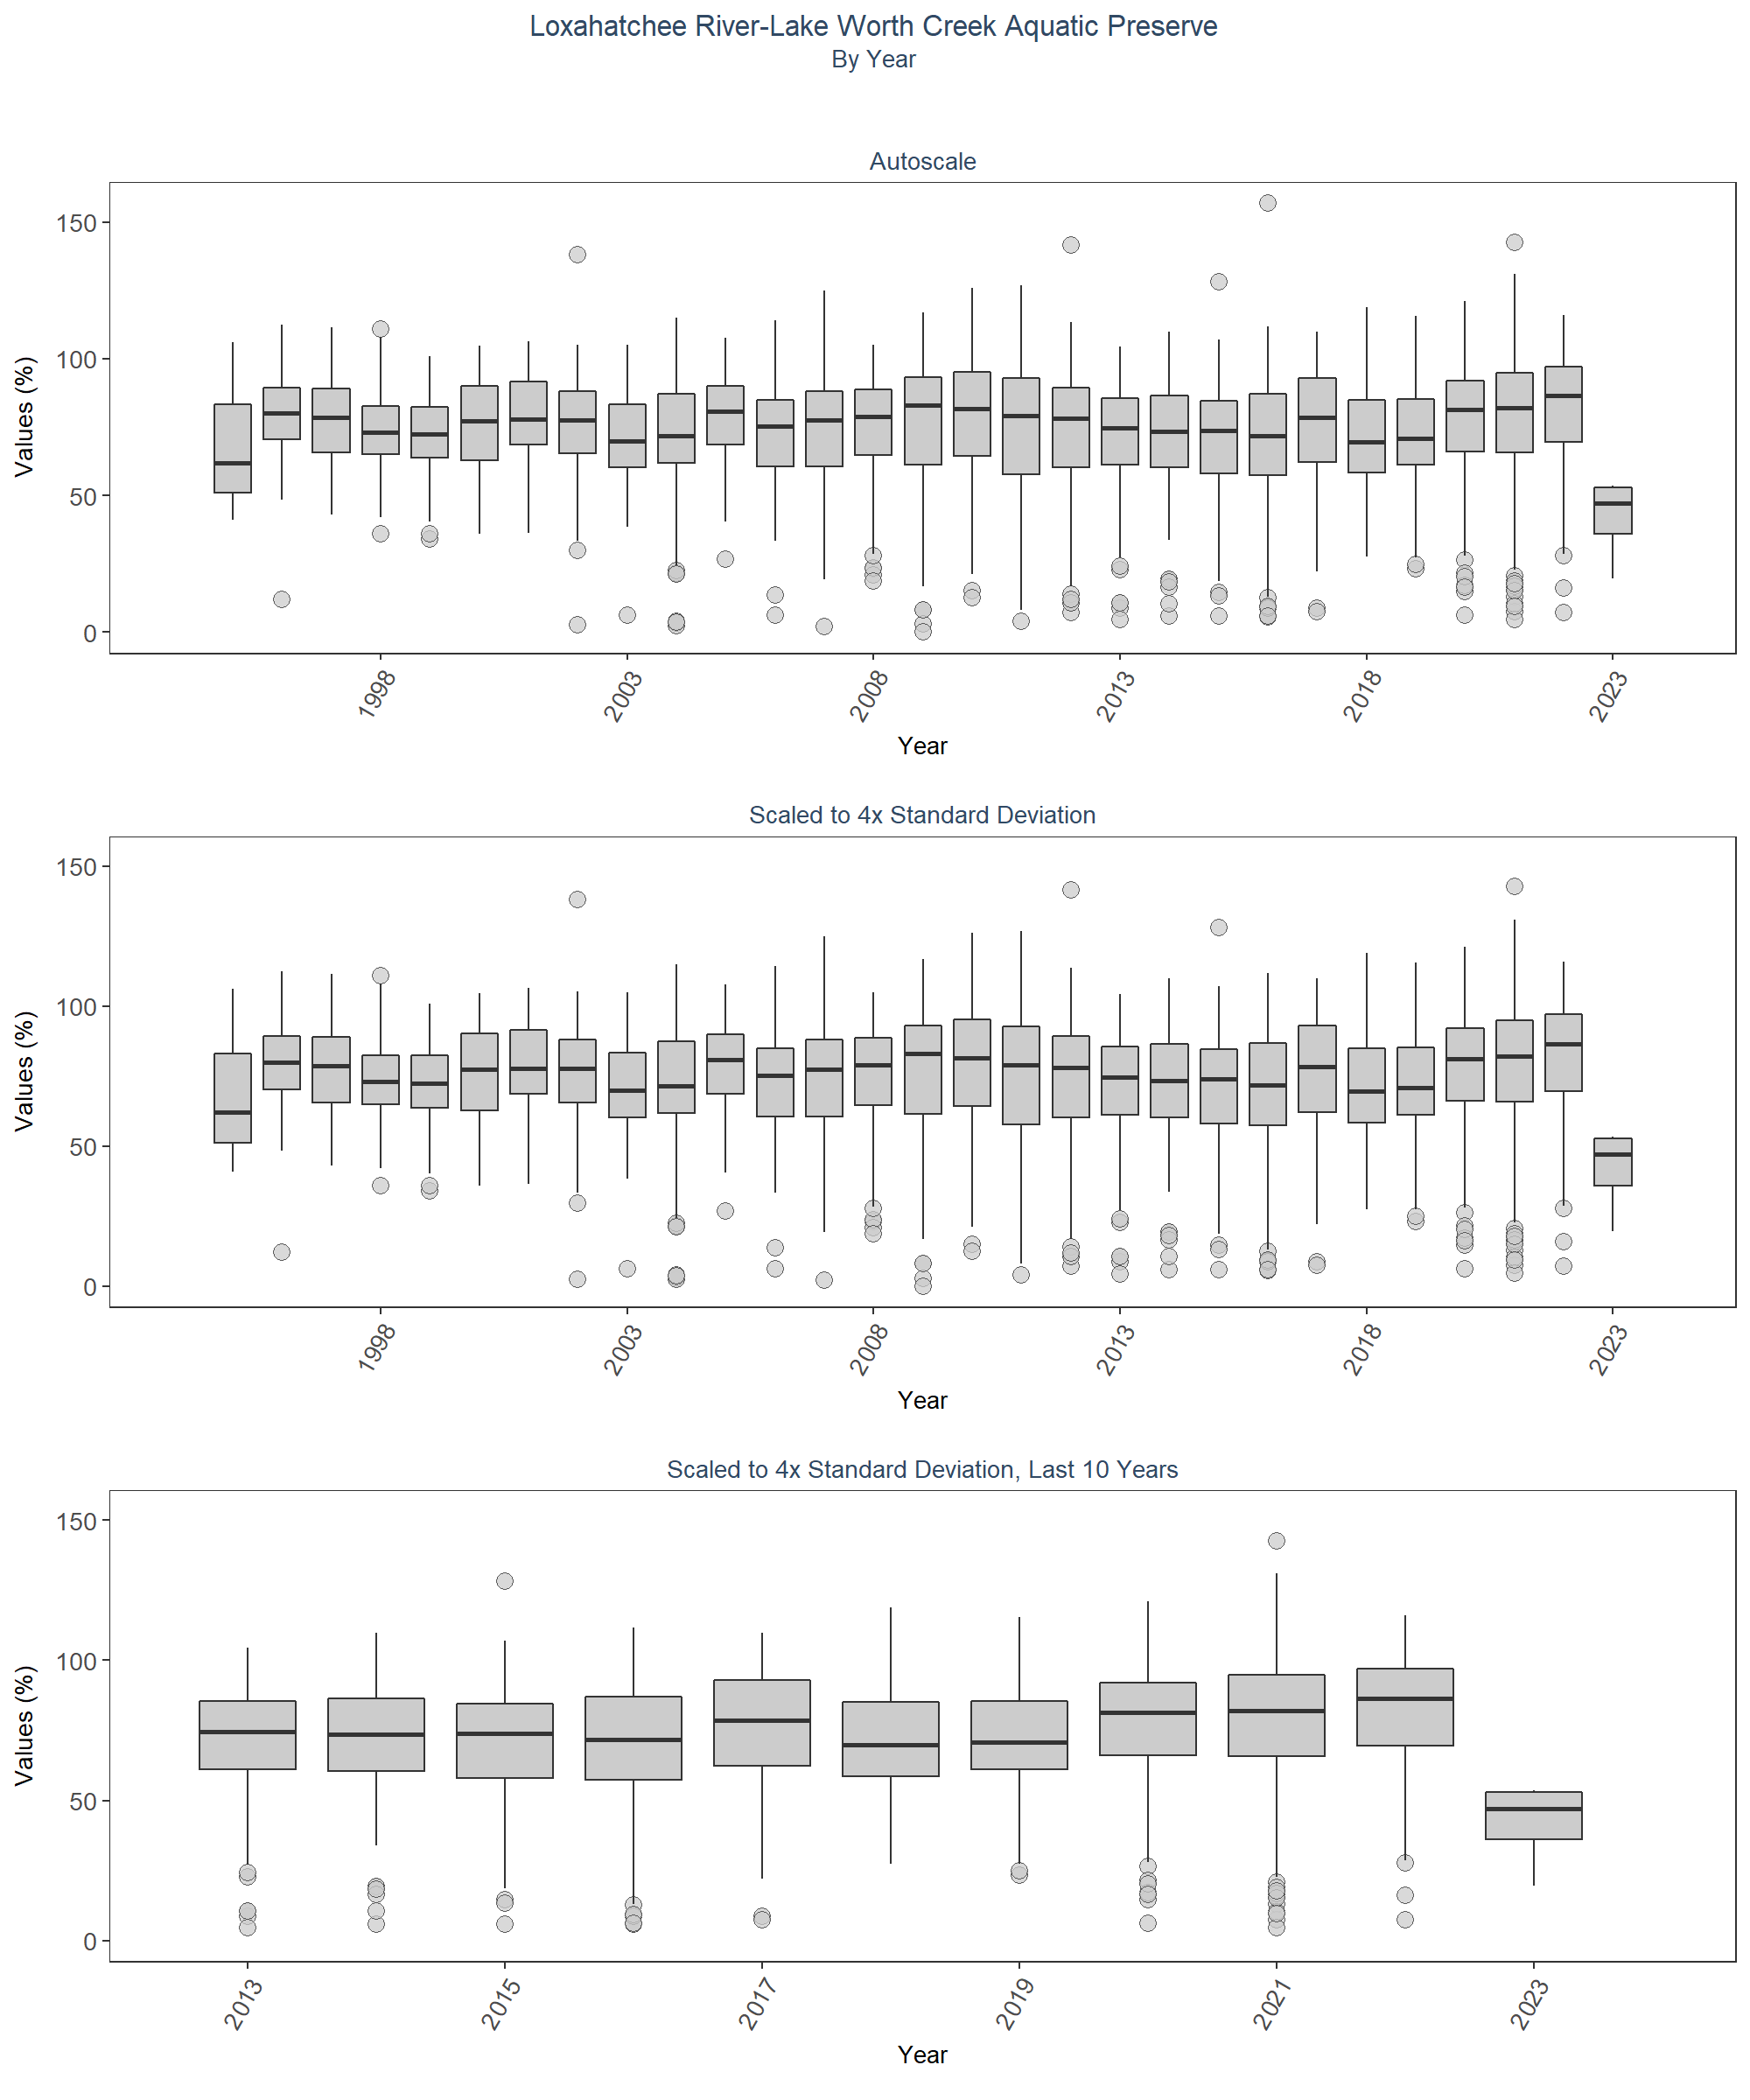 Loxahatchee River-Lake Worth Creek Aquatic Preserve
By Year
Autoscale
Values (%)
150
100
50
0
1998 2003 2008 2013 2018 2023
Year
Scaled to 4x Standard Deviation
Values (%)
150
100
50
0
1998 2003 2008 2013 2018 2023
Year
Scaled to 4x Standard Deviation, Last 10 Years
Values (%)
150
100
50
0
2013 2015 2017 2019 2021 2023
Year